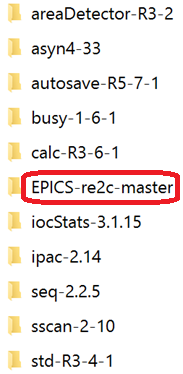 areaDetector-R3-2
asyn4-33
autosave-R5-7-1
busy-1-6-1
calc-R3-6-1
EPICS-re2c-master
iocStats-3.1.15
ipac-2.14
seq-2.2.5
sscan-2-10
std-R3-4-1